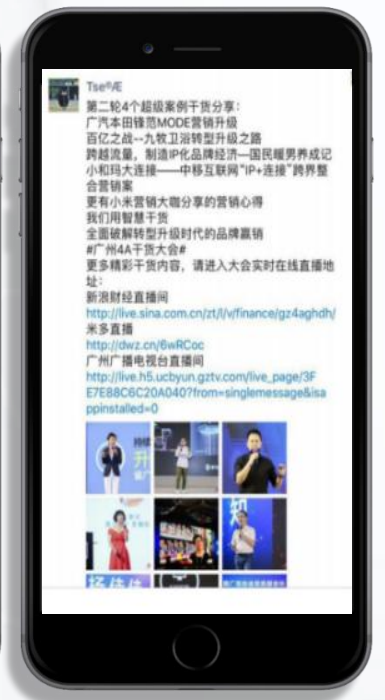 Tse®Æ
第二轮4个超级案例干货分享：
广汽本田锋范MODE营销升级
百亿之战--九牧卫浴转型升级之路
跨越流量，制造IP化品牌经济—国民暖男养成记
小和玛大连接——中移互联网“IP+连接”跨界整
合营销案
更有小米营销大咖分享的营销心得
我们用智慧干货
全面破解转型升级时代的品牌赢销
#广州4A干货大会#
更多精彩干货内容，请进入大会实时在线直播地
址：
新浪财经直播间
http://live.sina.com.cn/zt/l/v/finance/gz4aghdh/
米多直播
http://dwz.cn/6wRCoc
广州广播电视台直播间
http://live.h5.ucbyun.gztv.com/live_page/3F
E7E88C6C20A040?from=singlemessage&isa
ppinstalled=0
持续
升
知